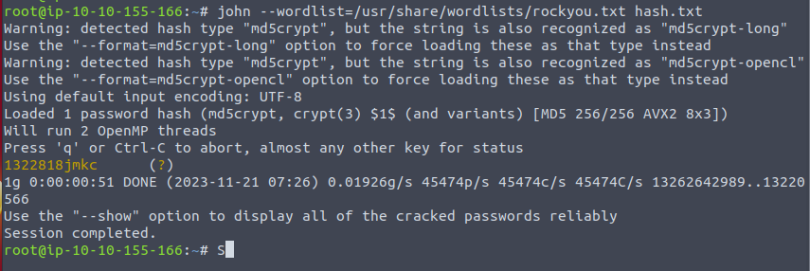 root@ip-10-10-155-166:~# john --wordlist=/usr/share/wordlists/rockyou.txt hash.txt
Warning: detected hash type "md5crypt", but the string is also recognized as "md5crypt-long"
Use the "--format=md5crypt-long" option to force loading these as that type instead
Warning: detected hash type "md5crypt", but the string is also recognized as "md5crypt-opencl"
Use the "--format=md5crypt-opencl" option to force loading these as that type instead
Using default input encoding: UTF-8
Loaded 1 password hash (md5crypt, crypt(3) $1$ (and variants) [MD5 256/256 AVX2 8x3])
Will run 2 OpenMP threads
Press 'q' or Ctrl-C to abort, almost any other key for status
1322818jmkc      (?)
1g 0:00:00:51 DONE (2023-11-21 07:26) 0.01926g/s 45474p/s 45474c/s 45474C/s 13262642989..13220
566
Use the "--show" option to display all of the cracked passwords reliably
Session completed.
root@ip-10-10-155-166:~# S